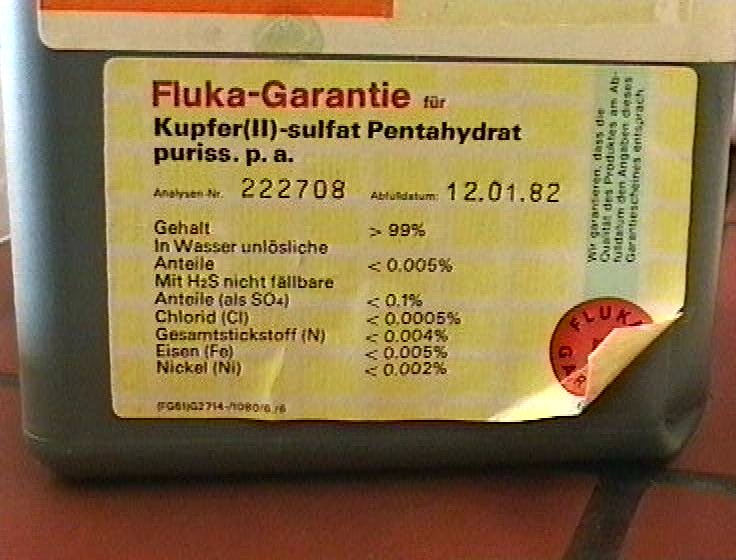 Fluka-Garantie für
Kupfer(II)-sulfat Pentahydrat
puriss. p. a.
Analysen-Nr. 222708 Abfülldatum: 12.01.82
Gehalt > 99%
In Wasser unlösliche
Anteile < 0.005%
Mit H₂S nicht fällbare
Anteile (als SO₄) < 0.1%
Chlorid (Cl) < 0.0005%
Gesamtstickstoff (N) < 0.004%
Eisen (Fe) < 0.005%
Nickel (Ni) < 0.002%
Wir garantieren, dass die
Qualität des Produktes am Ab-
fülldatum den Angaben dieses
Garantiescheines entsprach
FLUKA